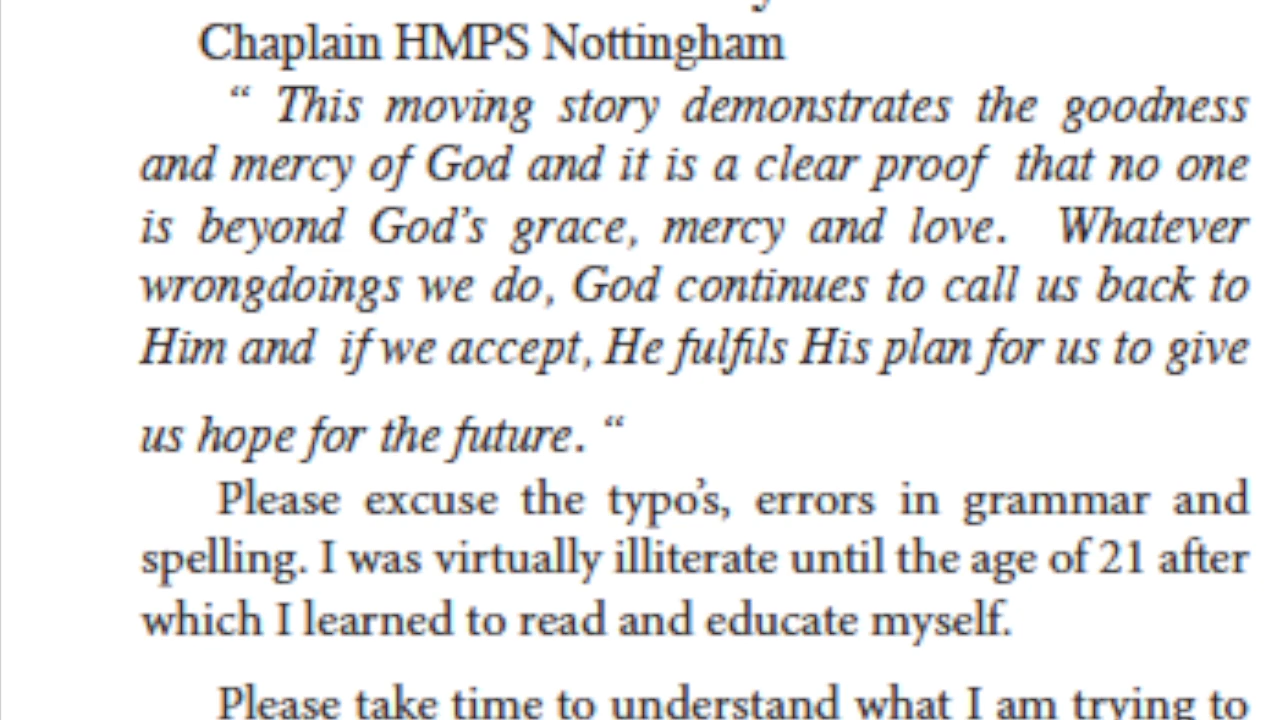 Chaplain HMPS Nottingham
“ This moving story demonstrates the goodness
and mercy of God and it is a clear proof that no one
is beyond God’s grace, mercy and love. Whatever
wrongdoings we do, God continues to call us back to
Him and if we accept, He fulfils His plan for us to give
us hope for the future. “
Please excuse the typo’s, errors in grammar and
spelling. I was virtually illiterate until the age of 21 after
which I learned to read and educate myself.
Please take time to understand what I am trying to